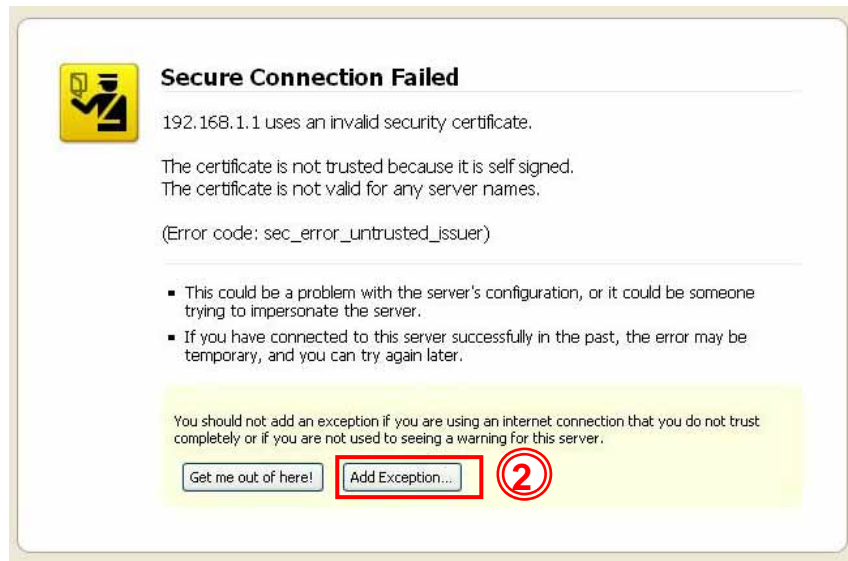 Secure Connection Failed
192.168.1.1 uses an invalid security certificate.
The certificate is not trusted because it is self signed.
The certificate is not valid for any server names.
(Error code: sec_error_untrusted_issuer)
▪ This could be a problem with the server's configuration, or it could be someone
trying to impersonate the server.
▪ If you have connected to this server successfully in the past, the error may be
temporary, and you can try again later.
You should not add an exception if you are using an internet connection that you do not trust
completely or if you are not used to seeing a warning for this server.
Get me out of here! Add Exception... 2